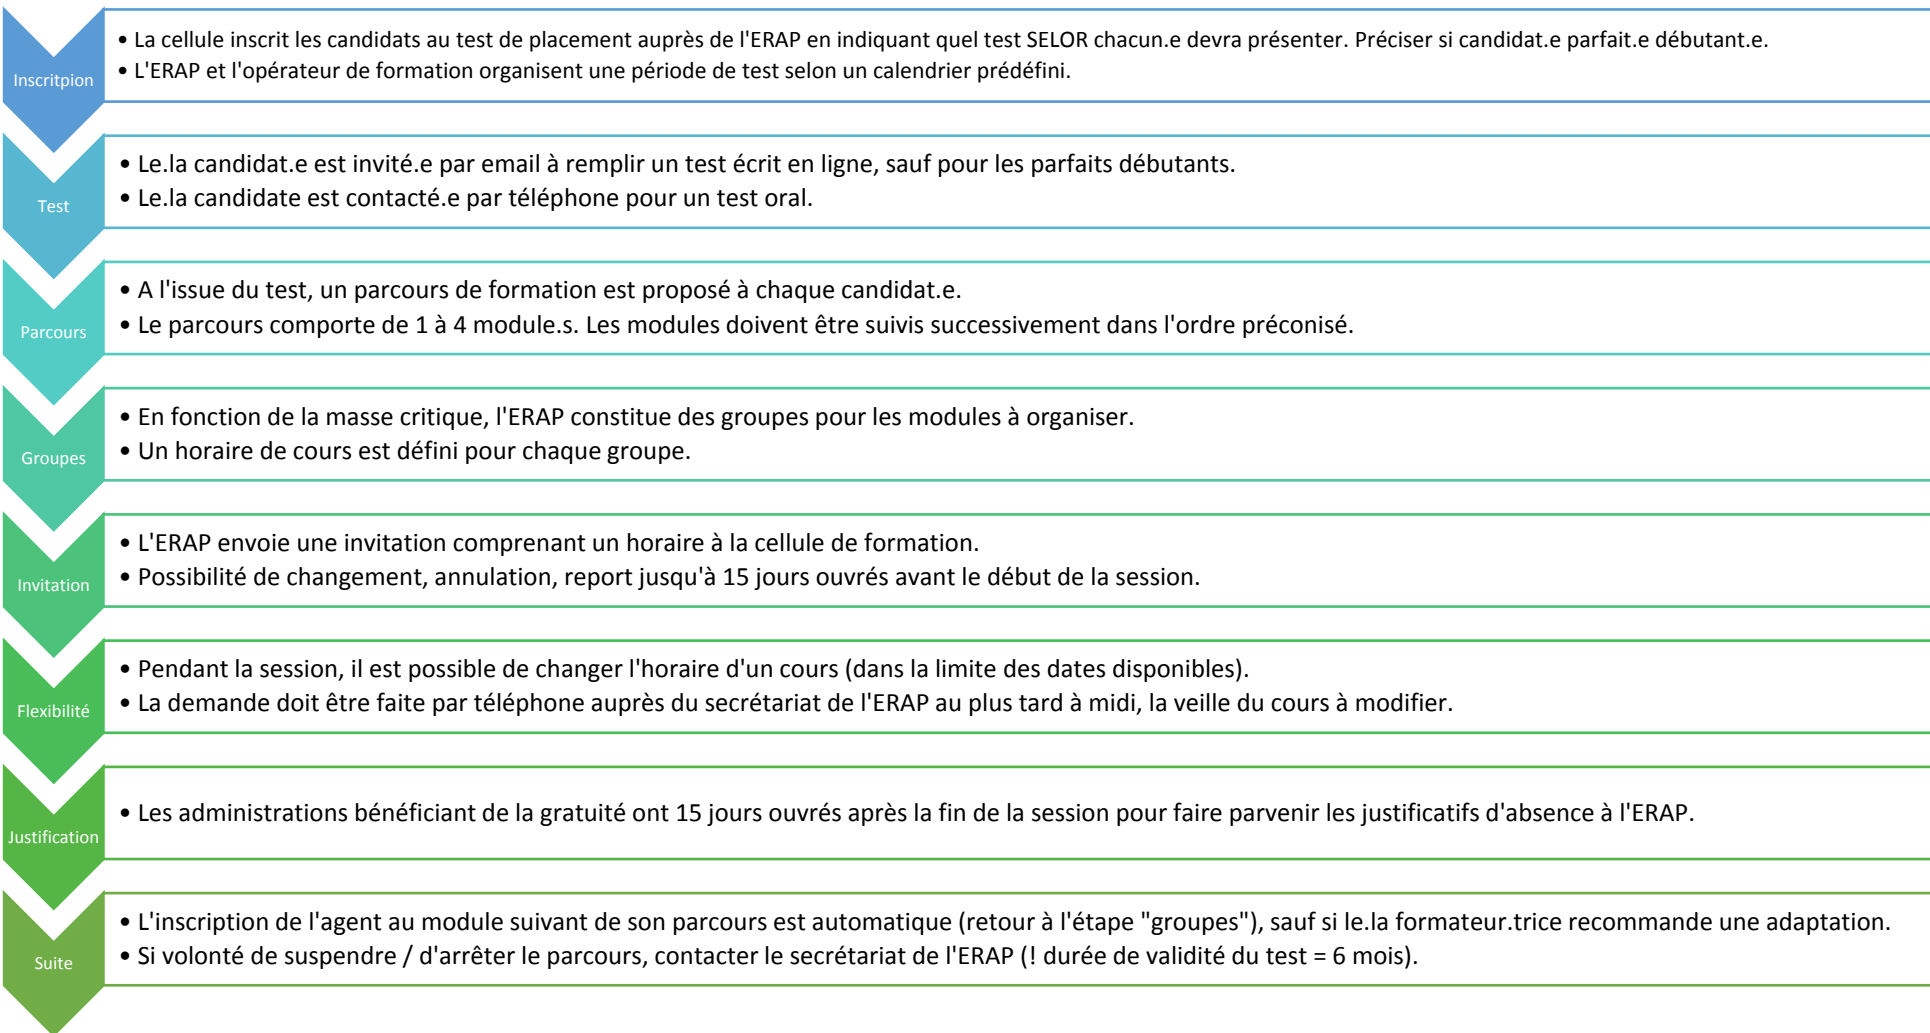 Inscritpion
• La cellule inscrit les candidats au test de placement auprès de l'ERAP en indiquant quel test SELOR chacun.e devra présenter. Préciser si candidat.e parfait.e débutant.e.
• L'ERAP et l'opérateur de formation organisent une période de test selon un calendrier prédéfini.
Test
• Le.la candidat.e est invité.e par email à remplir un test écrit en ligne, sauf pour les parfaits débutants.
• Le.la candidate est contacté.e par téléphone pour un test oral.
Parcours
• A l'issue du test, un parcours de formation est proposé à chaque candidat.e.
• Le parcours comporte de 1 à 4 module.s. Les modules doivent être suivis successivement dans l'ordre préconisé.
Groupes
• En fonction de la masse critique, l'ERAP constitue des groupes pour les modules à organiser.
• Un horaire de cours est défini pour chaque groupe.
Invitation
• L'ERAP envoie une invitation comprenant un horaire à la cellule de formation.
• Possibilité de changement, annulation, report jusqu'à 15 jours ouvrés avant le début de la session.
Flexibilité
• Pendant la session, il est possible de changer l'horaire d'un cours (dans la limite des dates disponibles).
• La demande doit être faite par téléphone auprès du secrétariat de l'ERAP au plus tard à midi, la veille du cours à modifier.
Justification
• Les administrations bénéficiant de la gratuité ont 15 jours ouvrés après la fin de la session pour faire parvenir les justificatifs d'absence à l'ERAP.
Suite
• L'inscription de l'agent au module suivant de son parcours est automatique (retour à l'étape "groupes"), sauf si le.la formateur.trice recommande une adaptation.
• Si volonté de suspendre / d'arrêter le parcours, contacter le secrétariat de l'ERAP (! durée de validité du test = 6 mois).